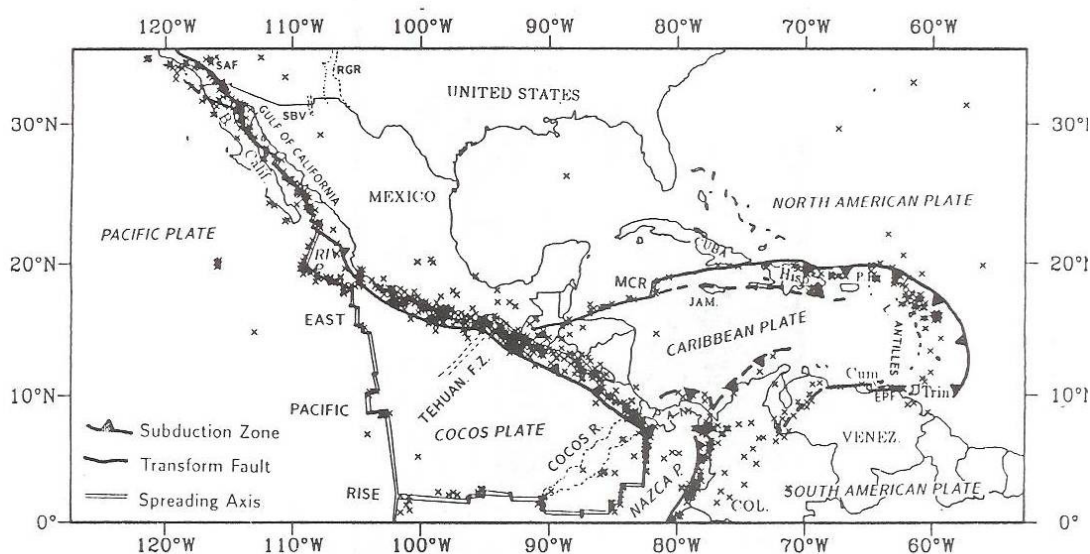 120°W 110°W 100°W 90°W 80°W 70°W 60°W
SAF
RGR
UNITED STATES
SBV
30°N
30°N
B.
Calif
GULF OF CALIFORNIA
MEXICO
NORTH AMERICAN PLATE
PACIFIC PLATE
CUBA
RIV.
P.
20°N
20°N
MCR
Hisp.
P.R.
JAM.
EAST
CARIBBEAN PLATE
ANTILLES
TEHUAN. F.Z.
Cum
10°N
10°N
EPF
Trin
PACIFIC
PAN.
Subduction Zone
COCOS PLATE
COCOS R.
VENEZ.
Transform Fault
NAZCA P.
Spreading Axis
RISE
COL.
SOUTH AMERICAN PLATE
0°
0°
120°W 110°W 100°W 90°W 80°W 70°W 60°W